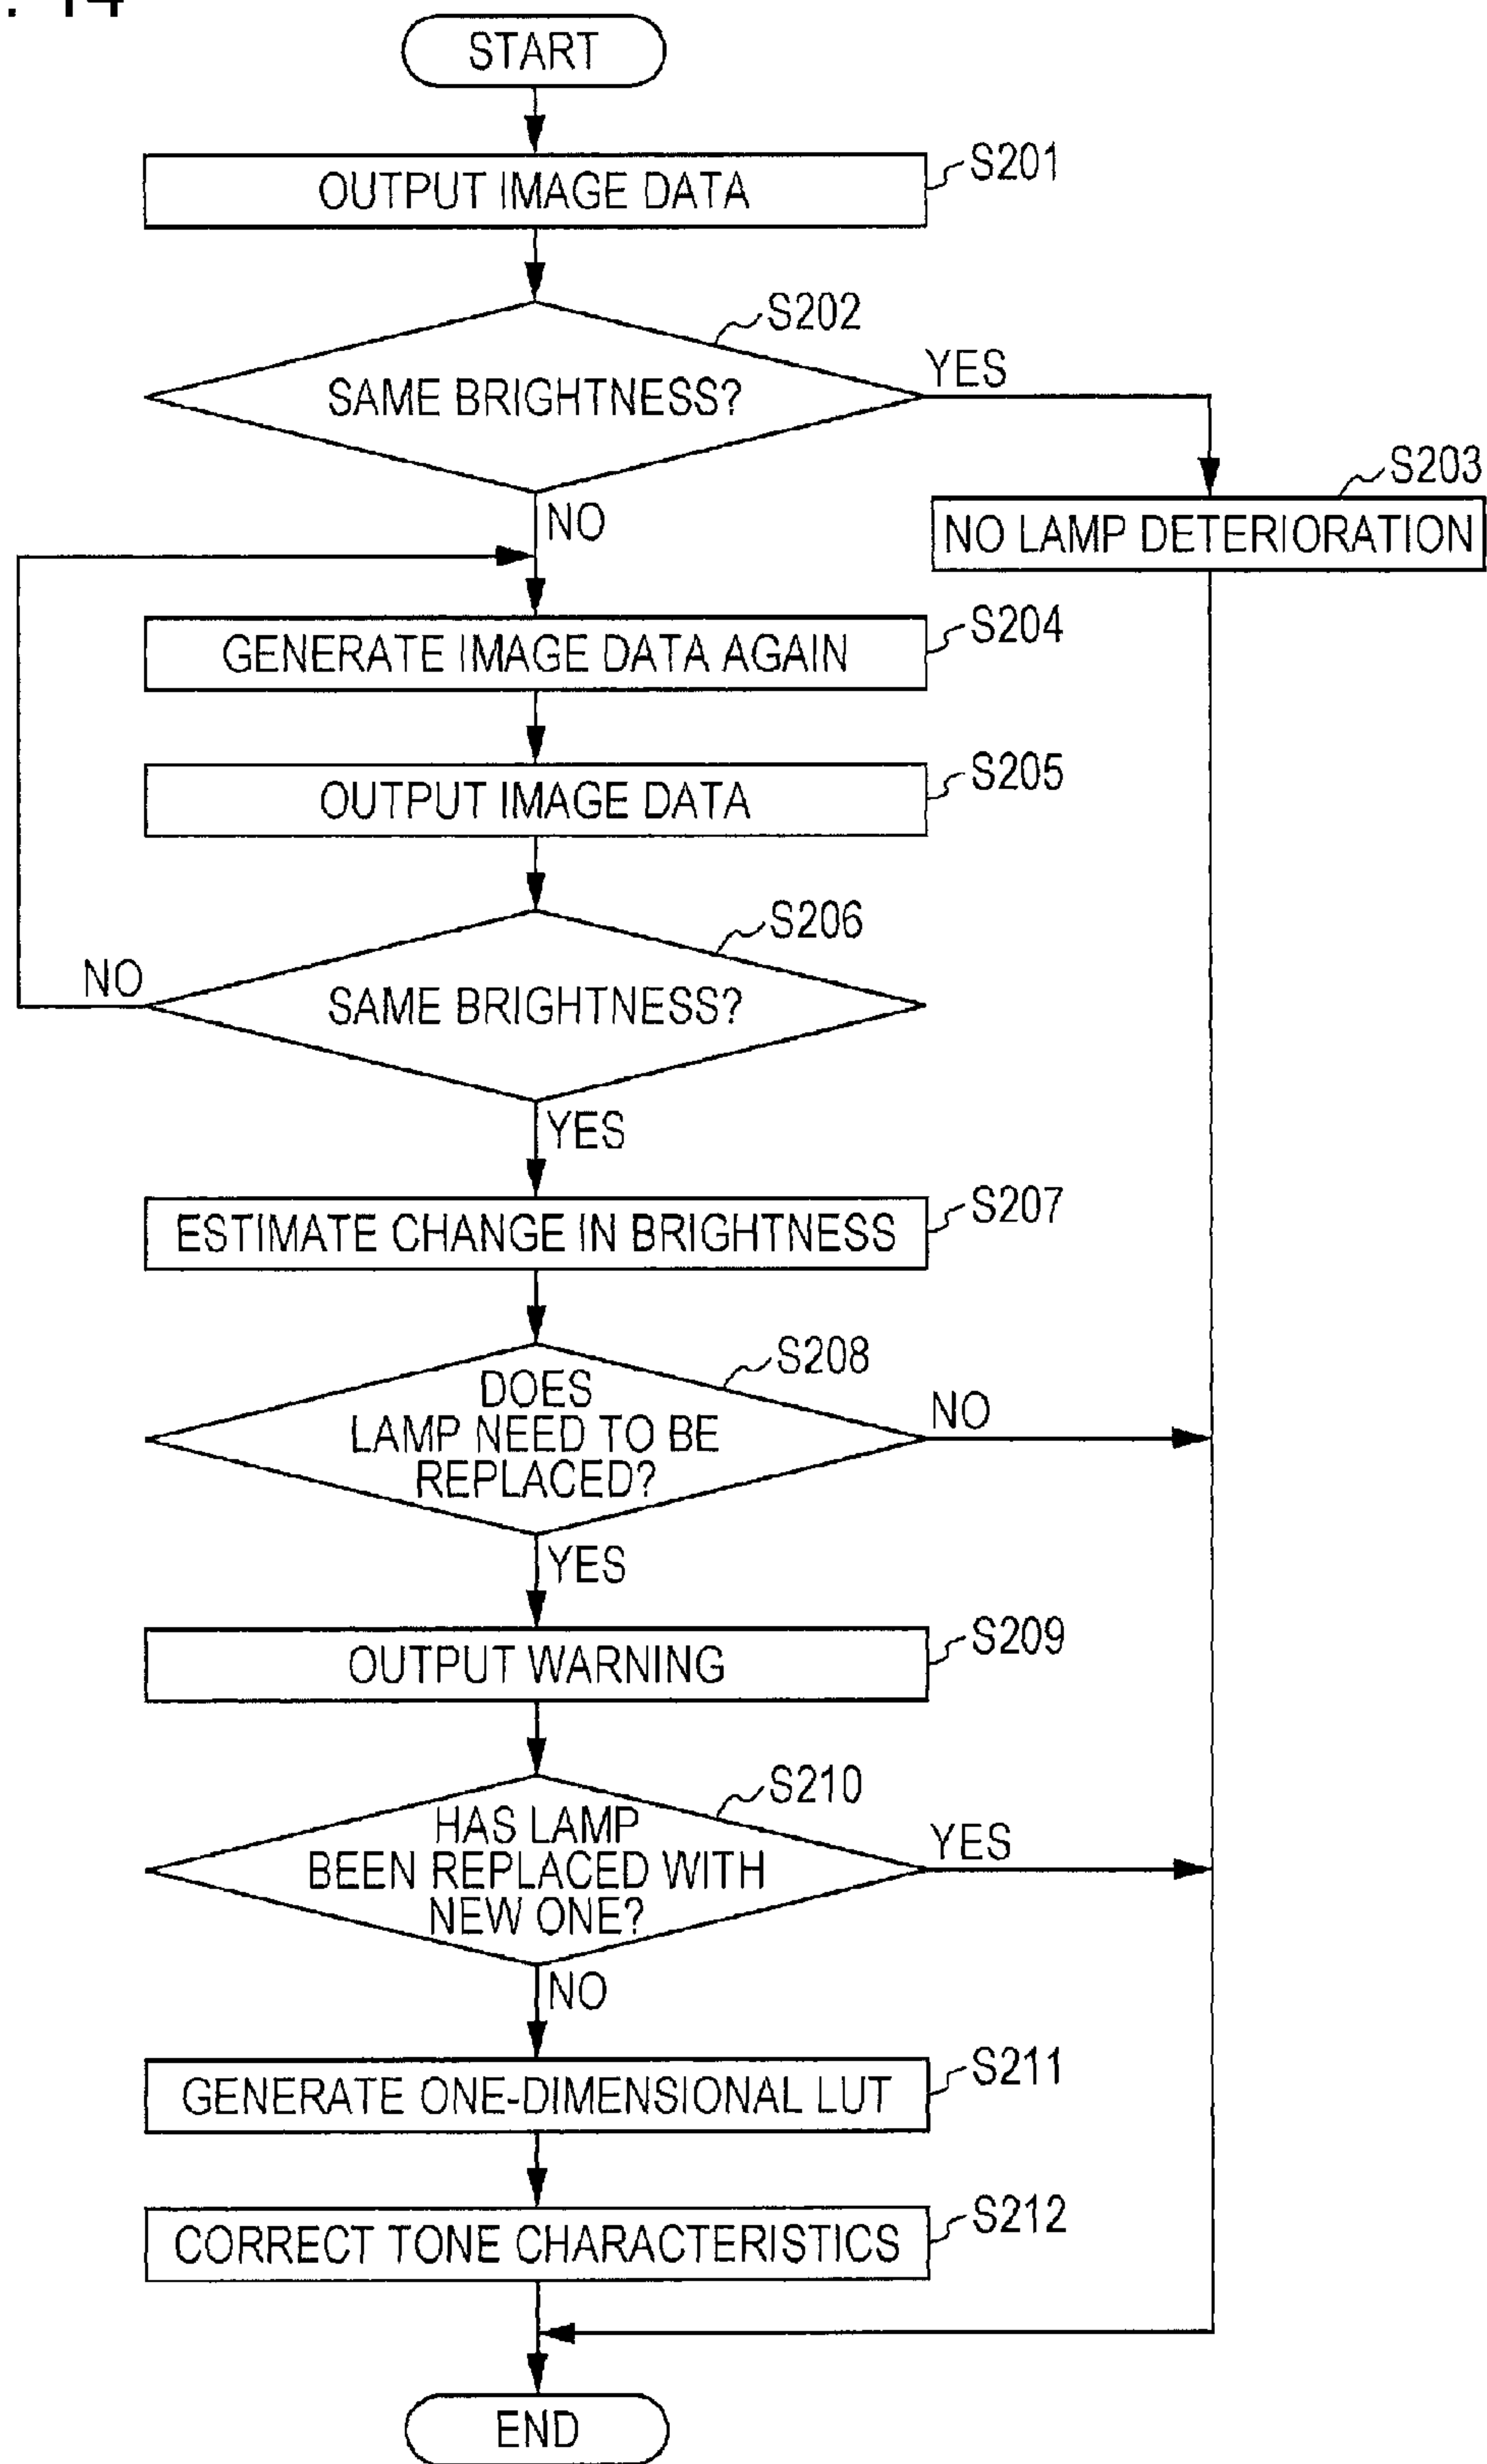 . 14
START
OUTPUT IMAGE DATA
S201
S202
SAME BRIGHTNESS?
YES
S203
NO LAMP DETERIORATION
NO
GENERATE IMAGE DATA AGAIN
S204
OUTPUT IMAGE DATA
S205
S206
NO
SAME BRIGHTNESS?
YES
ESTIMATE CHANGE IN BRIGHTNESS
S207
S208
DOES
LAMP NEED TO BE
REPLACED?
NO
YES
OUTPUT WARNING
S209
S210
HAS LAMP
BEEN REPLACED WITH
NEW ONE?
YES
NO
GENERATE ONE-DIMENSIONAL LUT
S211
CORRECT TONE CHARACTERISTICS
S212
END